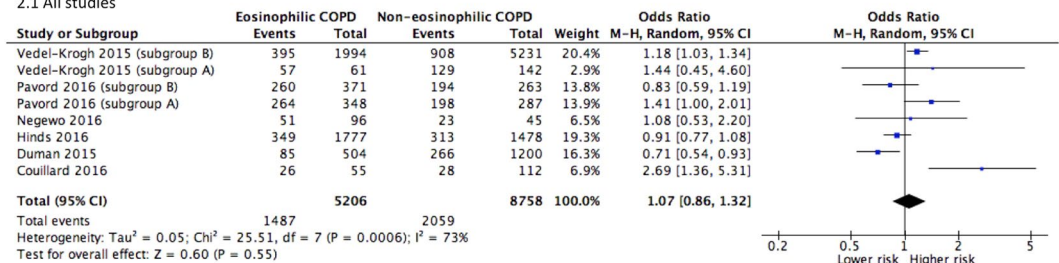 2.1 All studies
Eosinophilic COPD Non-eosinophilic COPD Odds Ratio Odds Ratio
Study or Subgroup Events Total Events Total Weight M-H, Random, 95% CI M-H, Random, 95% CI
Vedel-Krogh 2015 (subgroup B) 395 1994 908 5231 20.4% 1.18 [1.03, 1.34]
Vedel-Krogh 2015 (subgroup A) 57 61 129 142 2.9% 1.44 [0.45, 4.60]
Pavord 2016 (subgroup B) 260 371 194 263 13.8% 0.83 [0.59, 1.19]
Pavord 2016 (subgroup A) 264 348 198 287 13.9% 1.41 [1.00, 2.01]
Negewo 2016 51 96 23 45 6.5% 1.08 [0.53, 2.20]
Hinds 2016 349 1777 313 1478 19.3% 0.91 [0.77, 1.08]
Duman 2015 85 504 266 1200 16.3% 0.71 [0.54, 0.93]
Couillard 2016 26 55 28 112 6.9% 2.69 [1.36, 5.31]
Total (95% CI) 5206 8758 100.0% 1.07 [0.86, 1.32]
Total events 1487 2059
Heterogeneity: Tau² = 0.05; Chi² = 25.51, df = 7 (P = 0.0006); I² = 73%
Test for overall effect: Z = 0.60 (P = 0.55)
0.2 0.5 1 2 5
Lower risk Higher risk